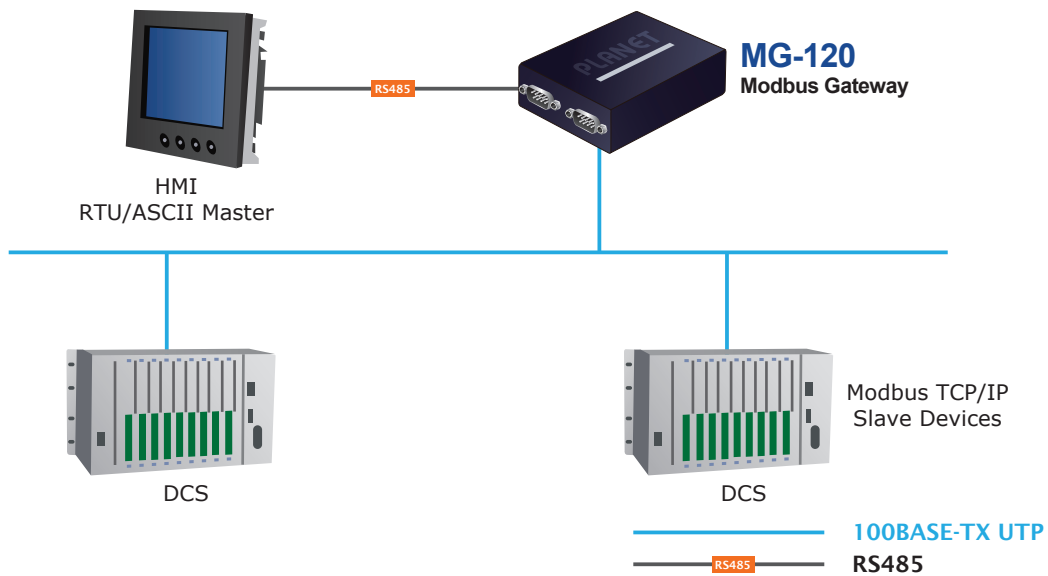 PLANET
MG-120
Modbus Gateway
RS485
HMI
RTU/ASCII Master
Modbus TCP/IP
Slave Devices
DCS
DCS
100BASE-TX UTP
RS485
RS485